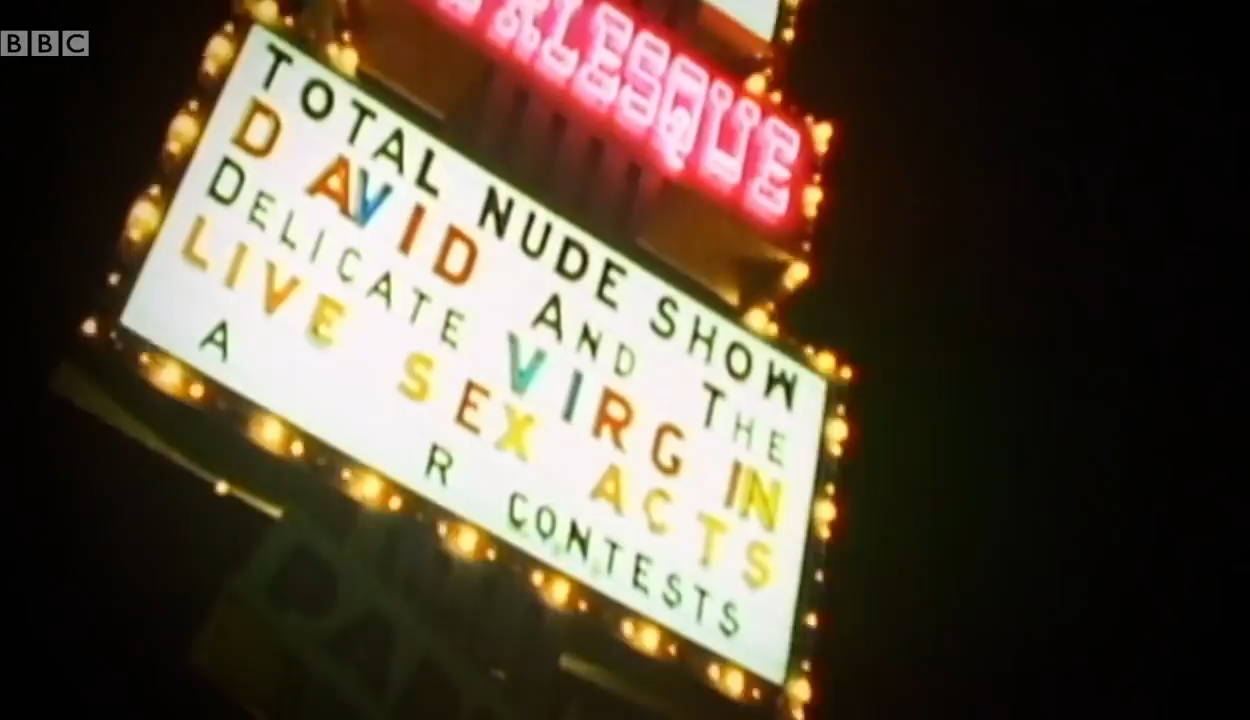 BBC
TOTAL NUDE SHOW
DAVID AND THE
DELICATE VIRGIN
LIVE SEX ACTS
A R CONTESTS